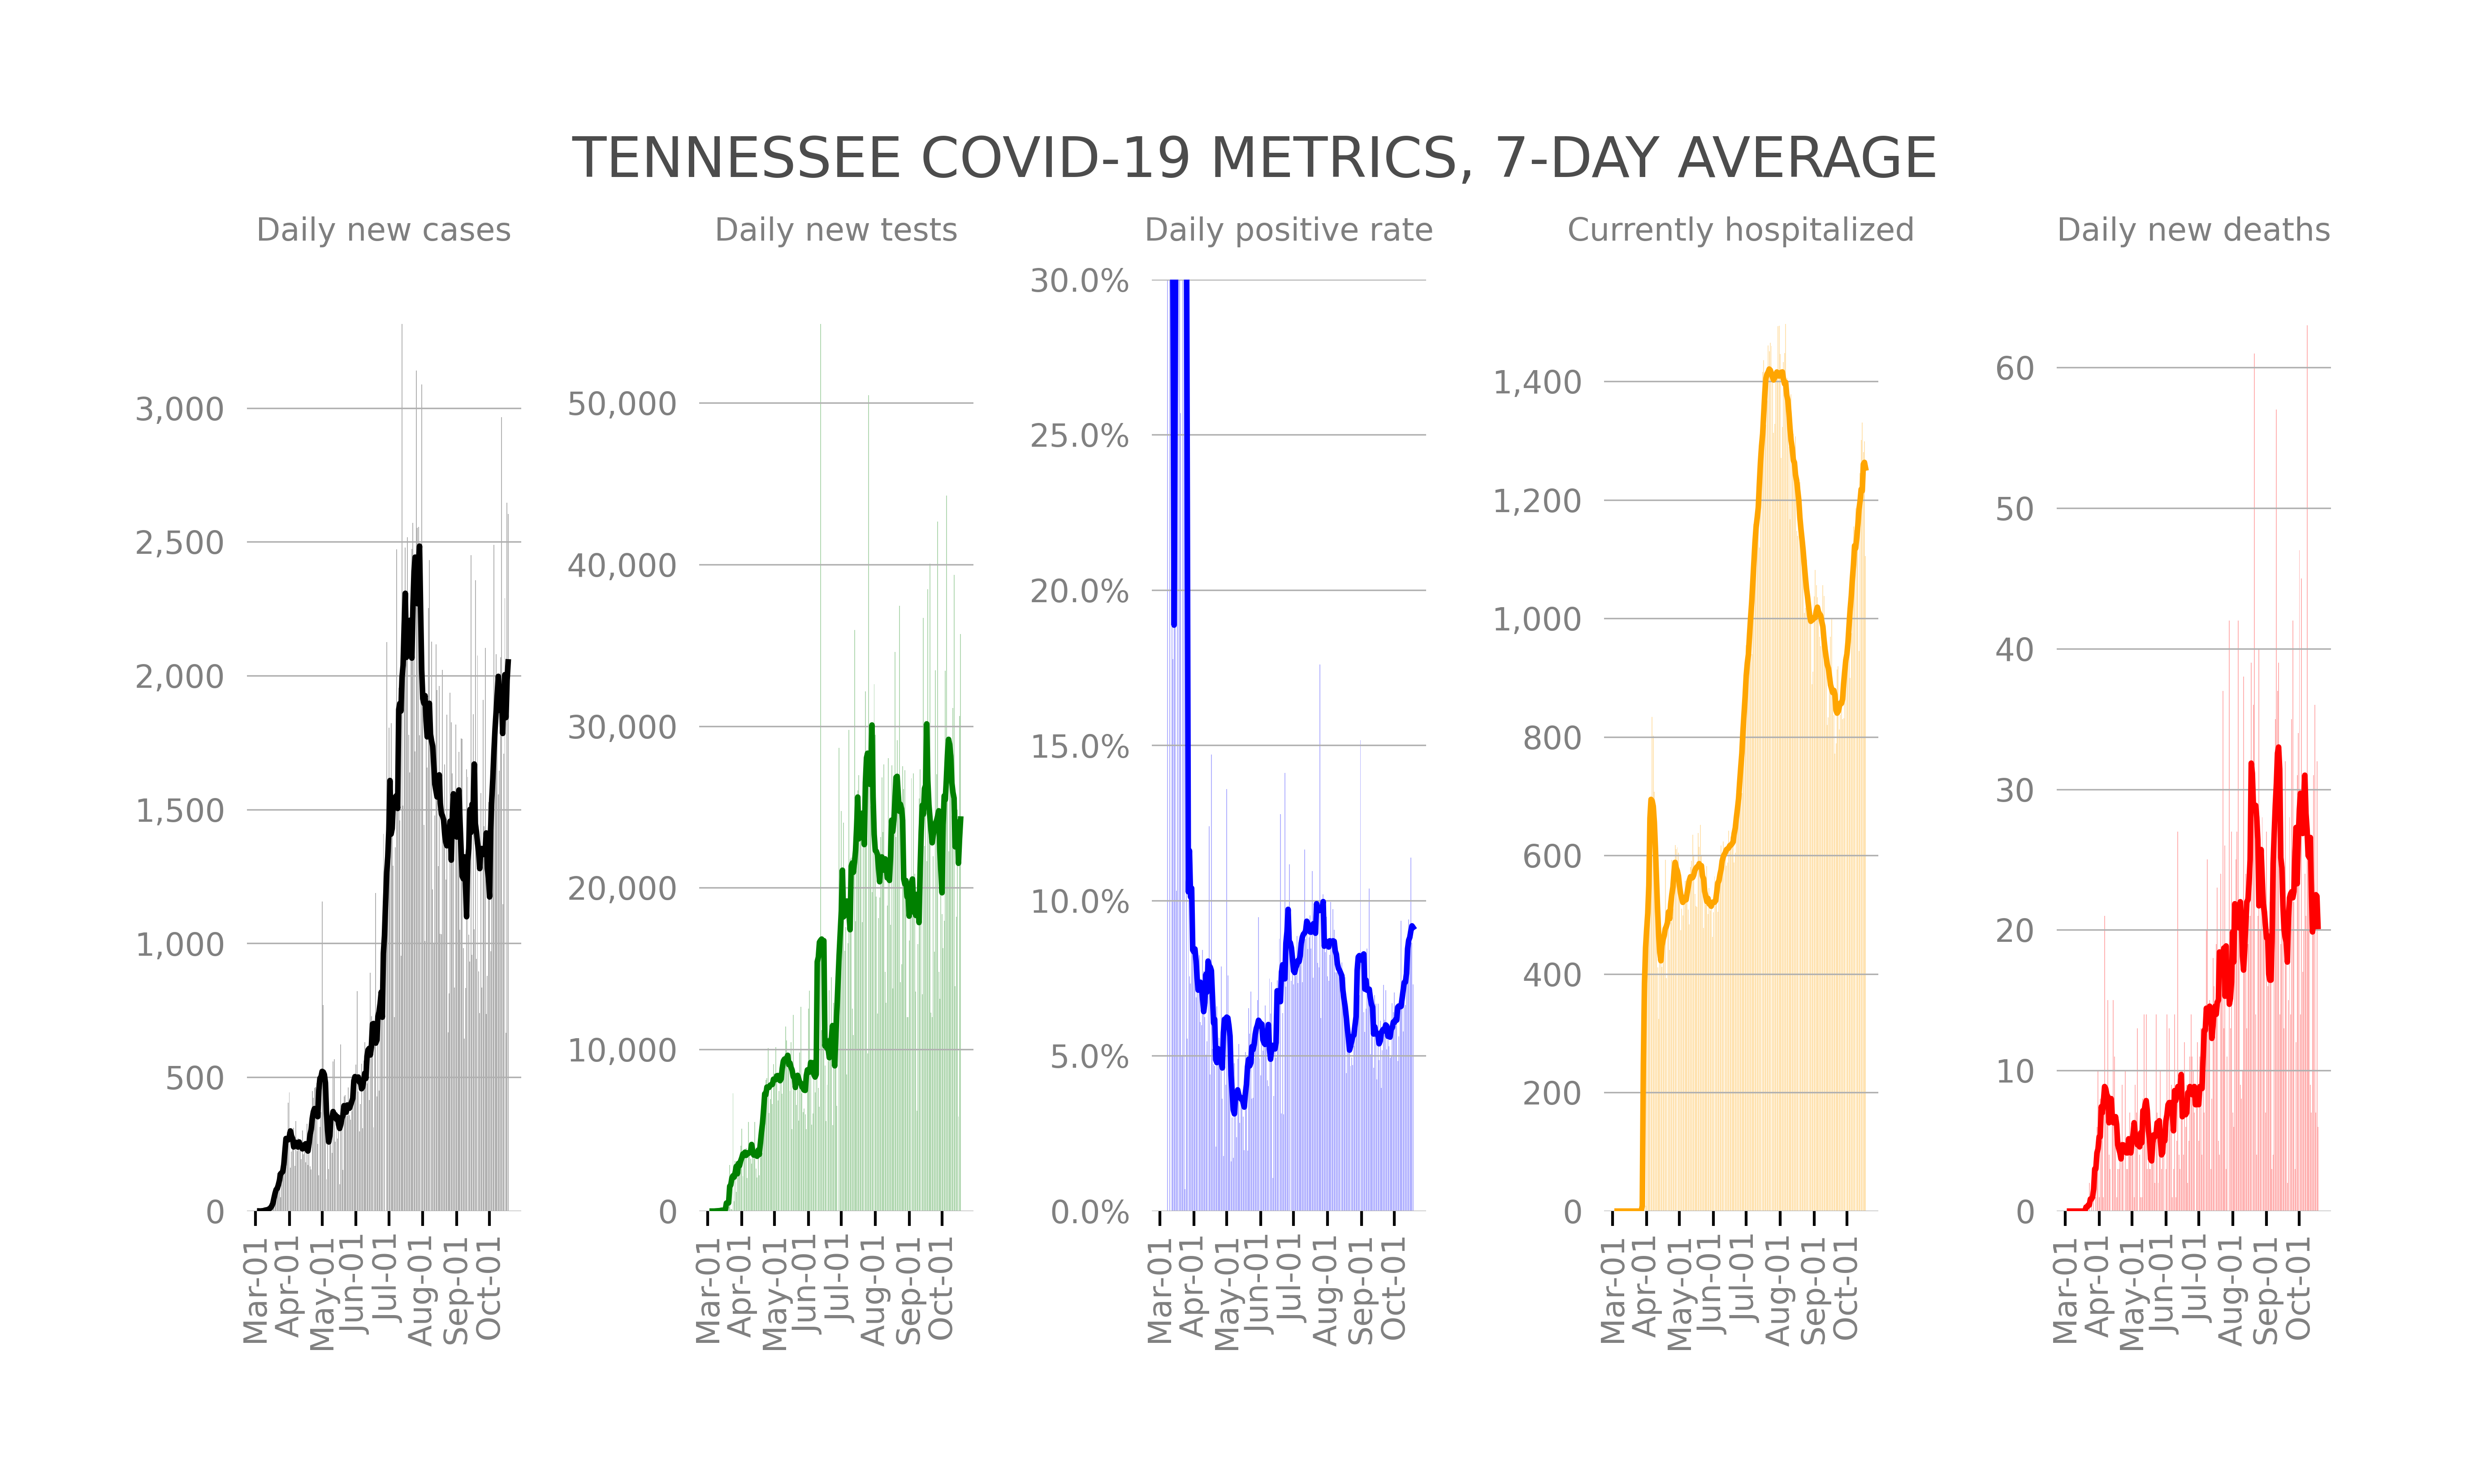 TENNESSEE COVID-19 METRICS, 7-DAY AVERAGE
Daily new cases
3,000
2,500
2,000
1,500
1,000
500
0
Mar-01
Apr-01
May-01
Jun-01
Jul-01
Aug-01
Sep-01
Oct-01
Daily new tests
50,000
40,000
30,000
20,000
10,000
0
Mar-01
Apr-01
May-01
Jun-01
Jul-01
Aug-01
Sep-01
Oct-01
Daily positive rate
30.0%
25.0%
20.0%
15.0%
10.0%
5.0%
0.0%
Mar-01
Apr-01
May-01
Jun-01
Jul-01
Aug-01
Sep-01
Oct-01
Currently hospitalized
1,400
1,200
1,000
800
600
400
200
0
Mar-01
Apr-01
May-01
Jun-01
Jul-01
Aug-01
Sep-01
Oct-01
Daily new deaths
60
50
40
30
20
10
0
Mar-01
Apr-01
May-01
Jun-01
Jul-01
Aug-01
Sep-01
Oct-01